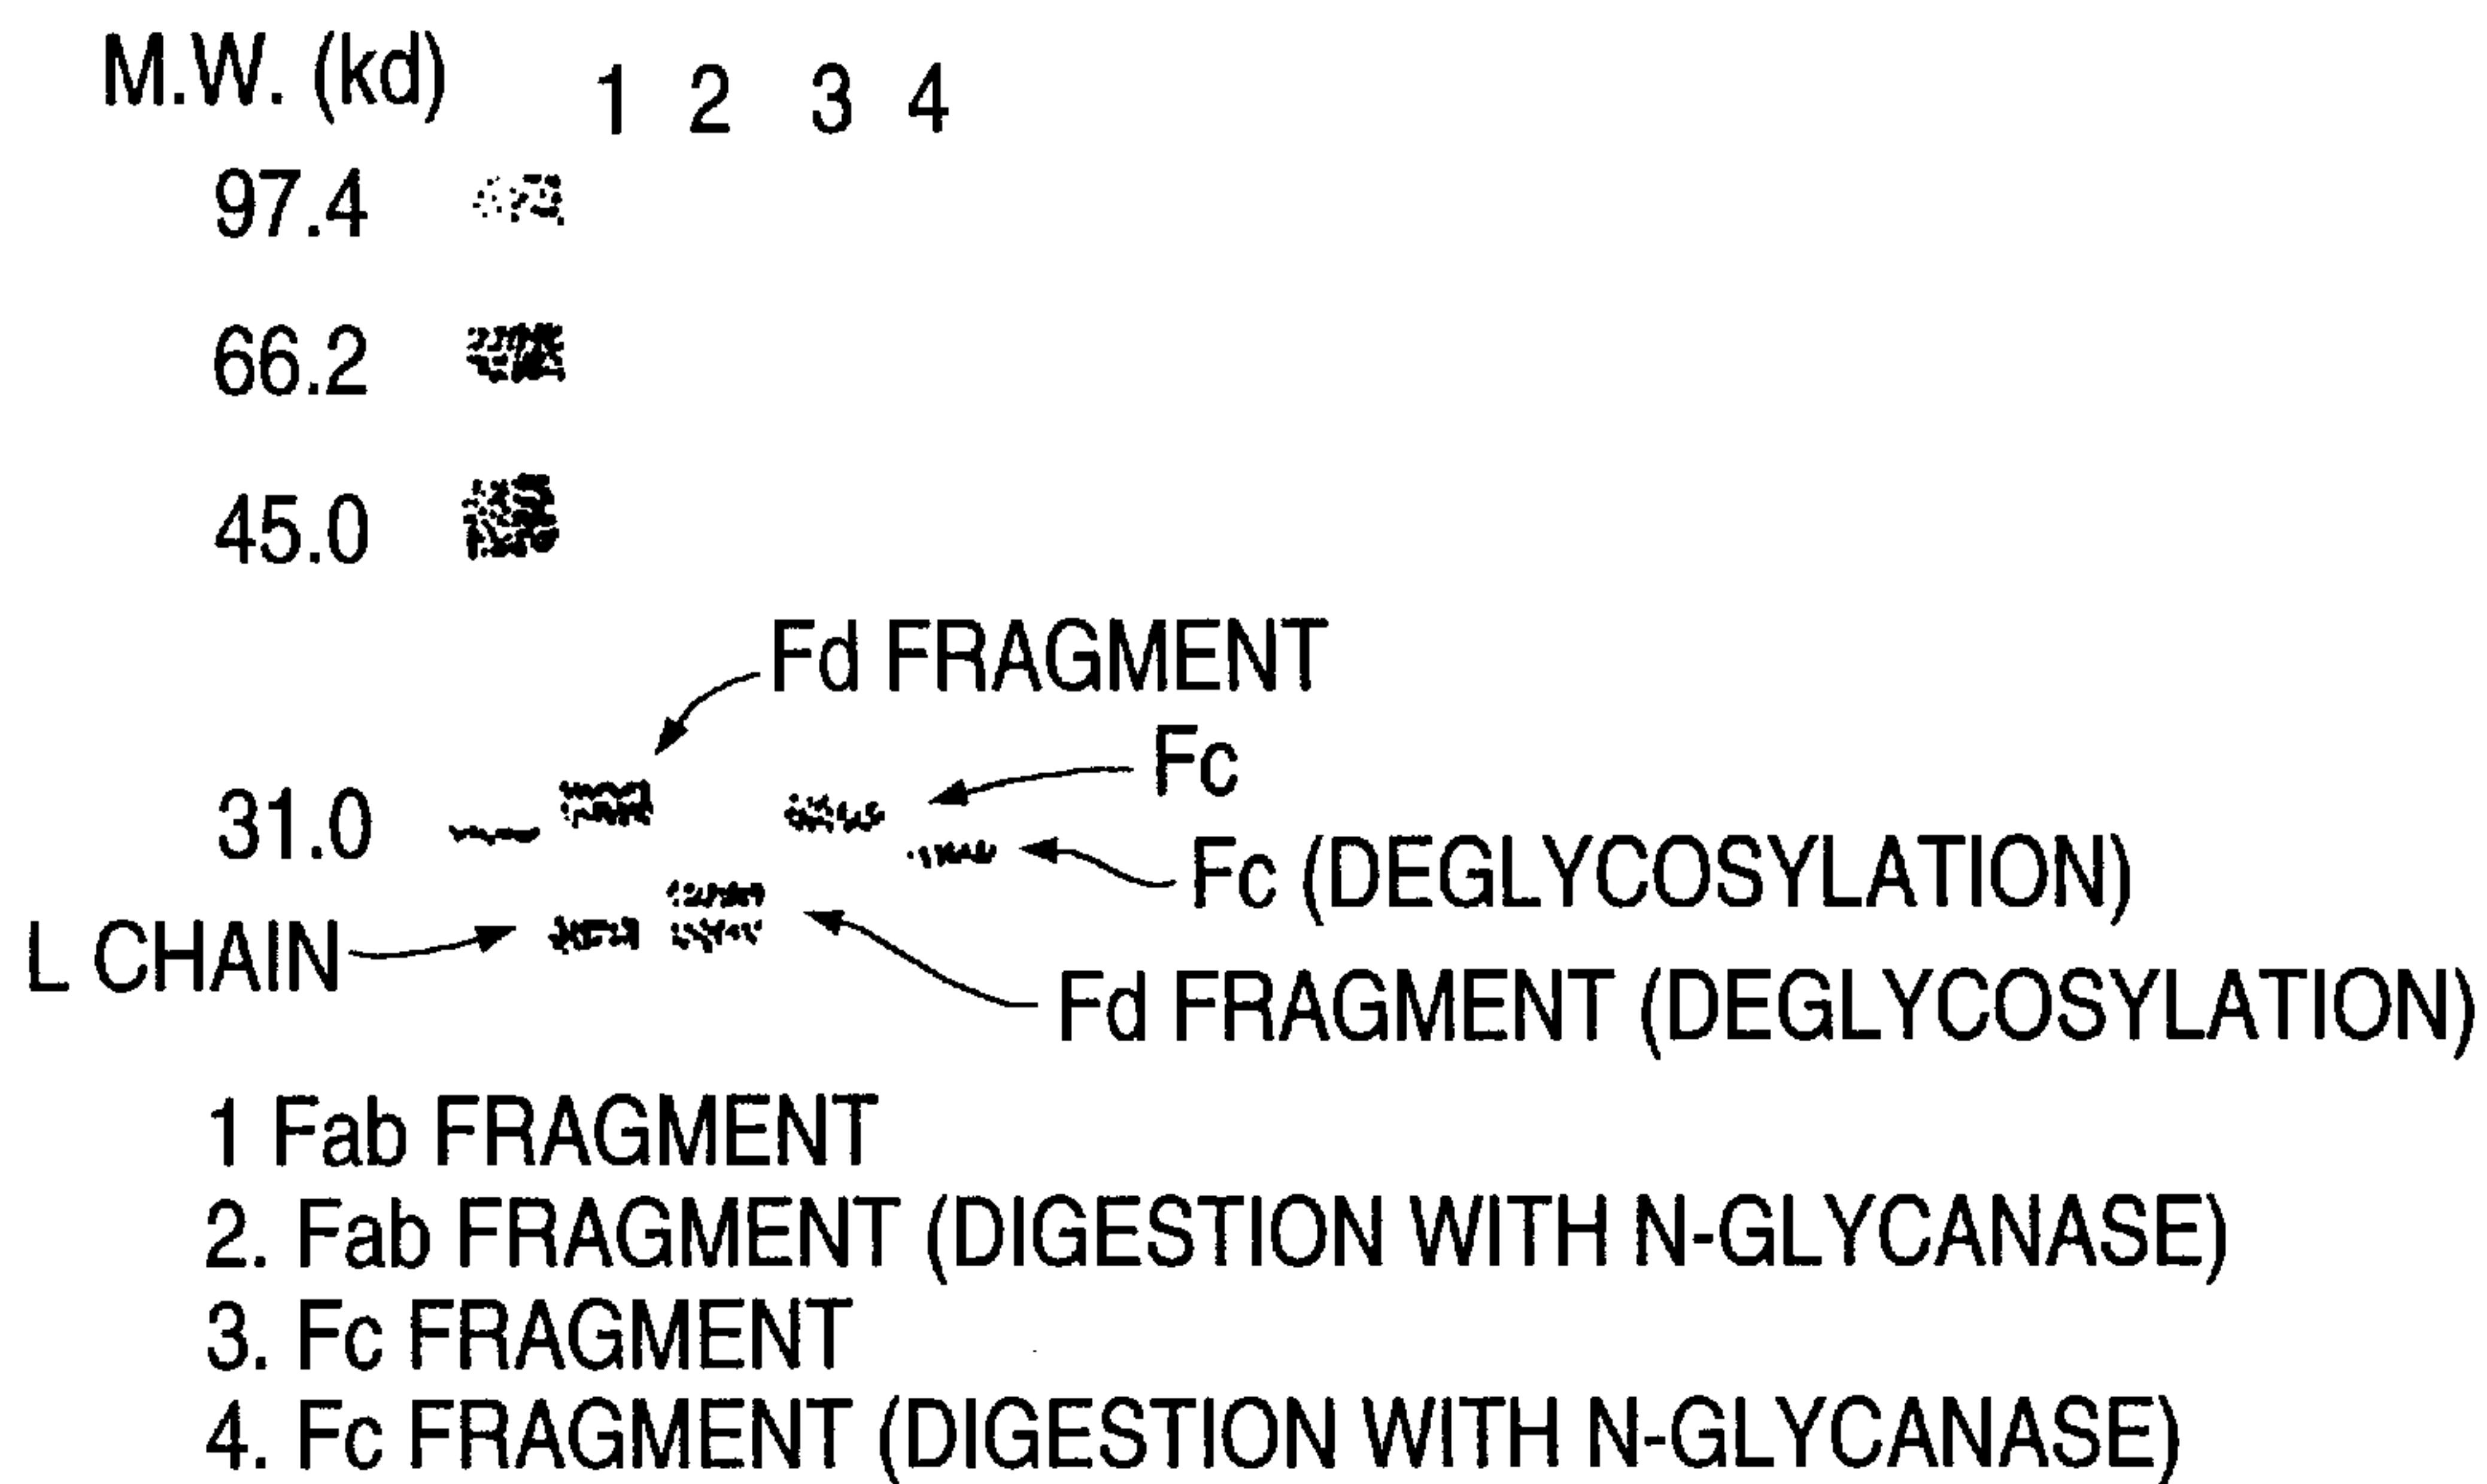 M.W. (kd) 1 2 3 4
97.4
66.2
45.0
Fd FRAGMENT
Fc
31.0
Fc (DEGLYCOSYLATION)
L CHAIN
Fd FRAGMENT (DEGLYCOSYLATION)
1 Fab FRAGMENT
2. Fab FRAGMENT (DIGESTION WITH N-GLYCANASE)
3. Fc FRAGMENT
4. Fc FRAGMENT (DIGESTION WITH N-GLYCANASE)